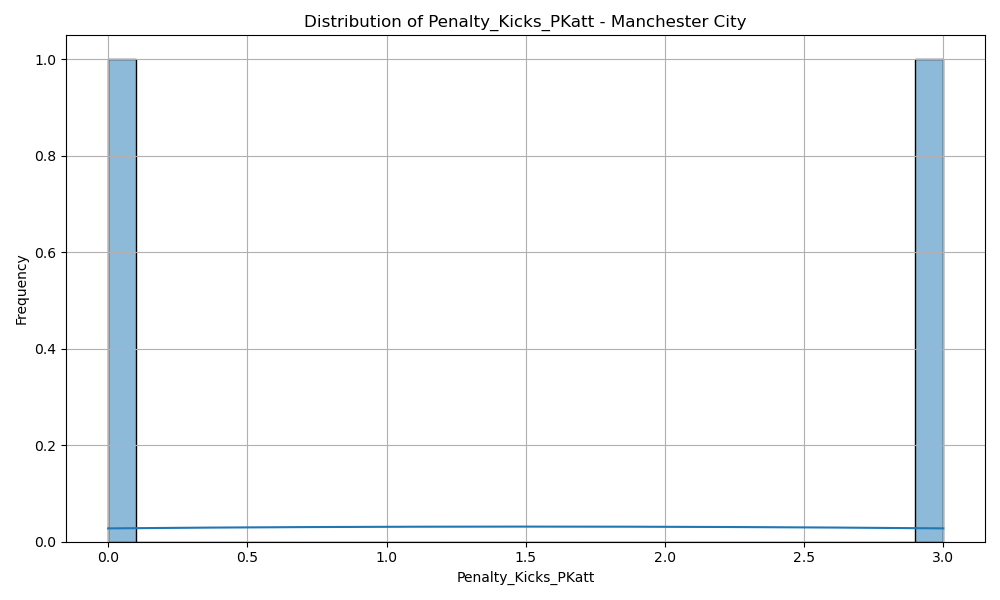 Distribution of Penalty_Kicks_PKatt - Manchester City
Frequency
1.0
0.8
0.6
0.4
0.2
0.0
0.0 0.5 1.0 1.5 2.0 2.5 3.0
Penalty_Kicks_PKatt